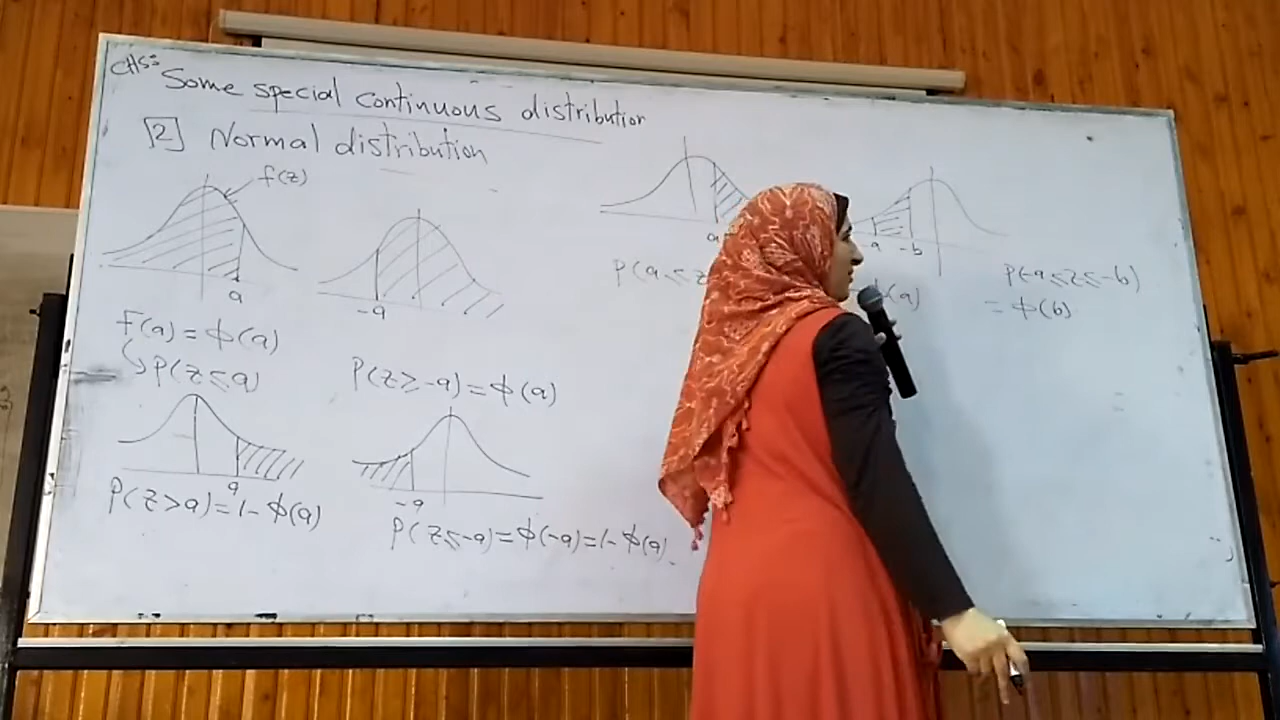 CH5:
Some special continuous distribution
[2] Normal distribution
f(z)
a
-a
F(a) = ϕ(a)
P(z ≤ a)
P(z ≥ -a) = ϕ(a)
a
-a
P(z > a) = 1 - ϕ(a)
P(z ≤ -a) = ϕ(-a) = 1 - ϕ(a)
a
P(a ≤ z
(a)
-b
P(-a ≤ z ≤ -b)
= ϕ(b)